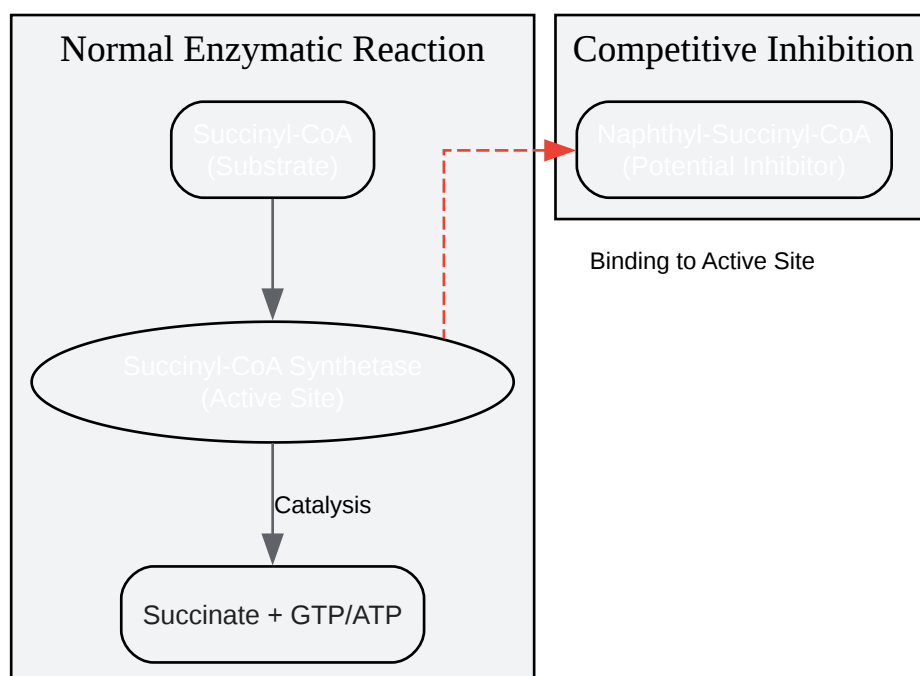 Normal Enzymatic Reaction
Competitive Inhibition
Succinyl-CoA
(Substrate)
Naphthyl-Succinyl-CoA
(Potential Inhibitor)
Binding to Active Site
Succinyl-CoA Synthetase
(Active Site)
Catalysis
Succinate + GTP/ATP